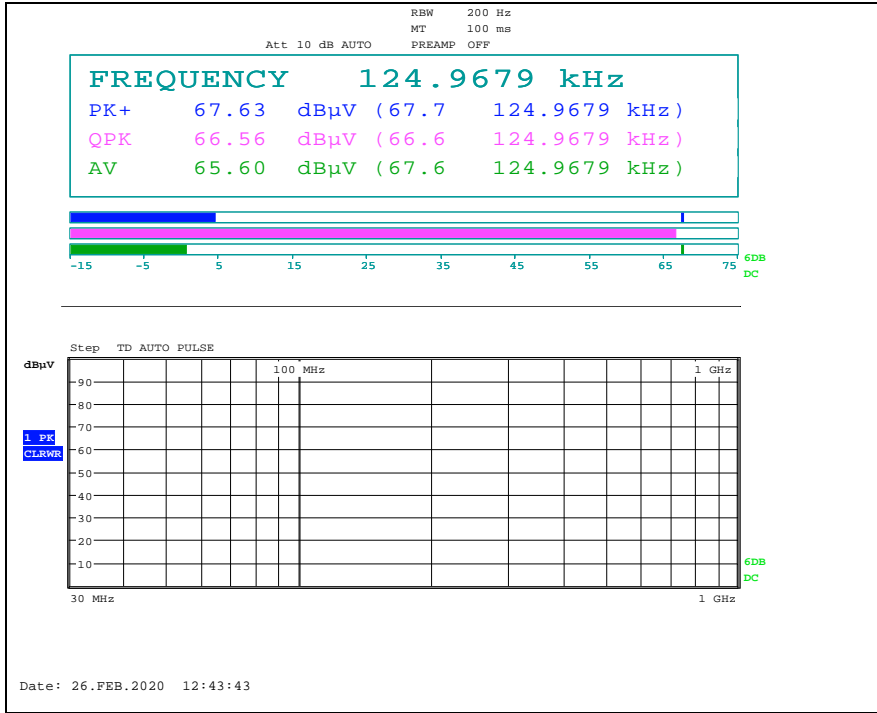 RBW 200 Hz
MT 100 ms
Att 10 dB AUTO PREAMP OFF
FREQUENCY 124.9679 kHz
PK+ 67.63 dBµV (67.7 124.9679 kHz)
QPK 66.56 dBµV (66.6 124.9679 kHz)
AV 65.60 dBµV (67.6 124.9679 kHz)
-15 -5 5 15 25 35 45 55 65 75
6DB
DC
Step TD AUTO PULSE
dBµV
100 MHz 1 GHz
90
80
70
1 PK
CLRWR
60
50
40
30
20
10
6DB
DC
30 MHz 1 GHz
Date: 26.FEB.2020 12:43:43